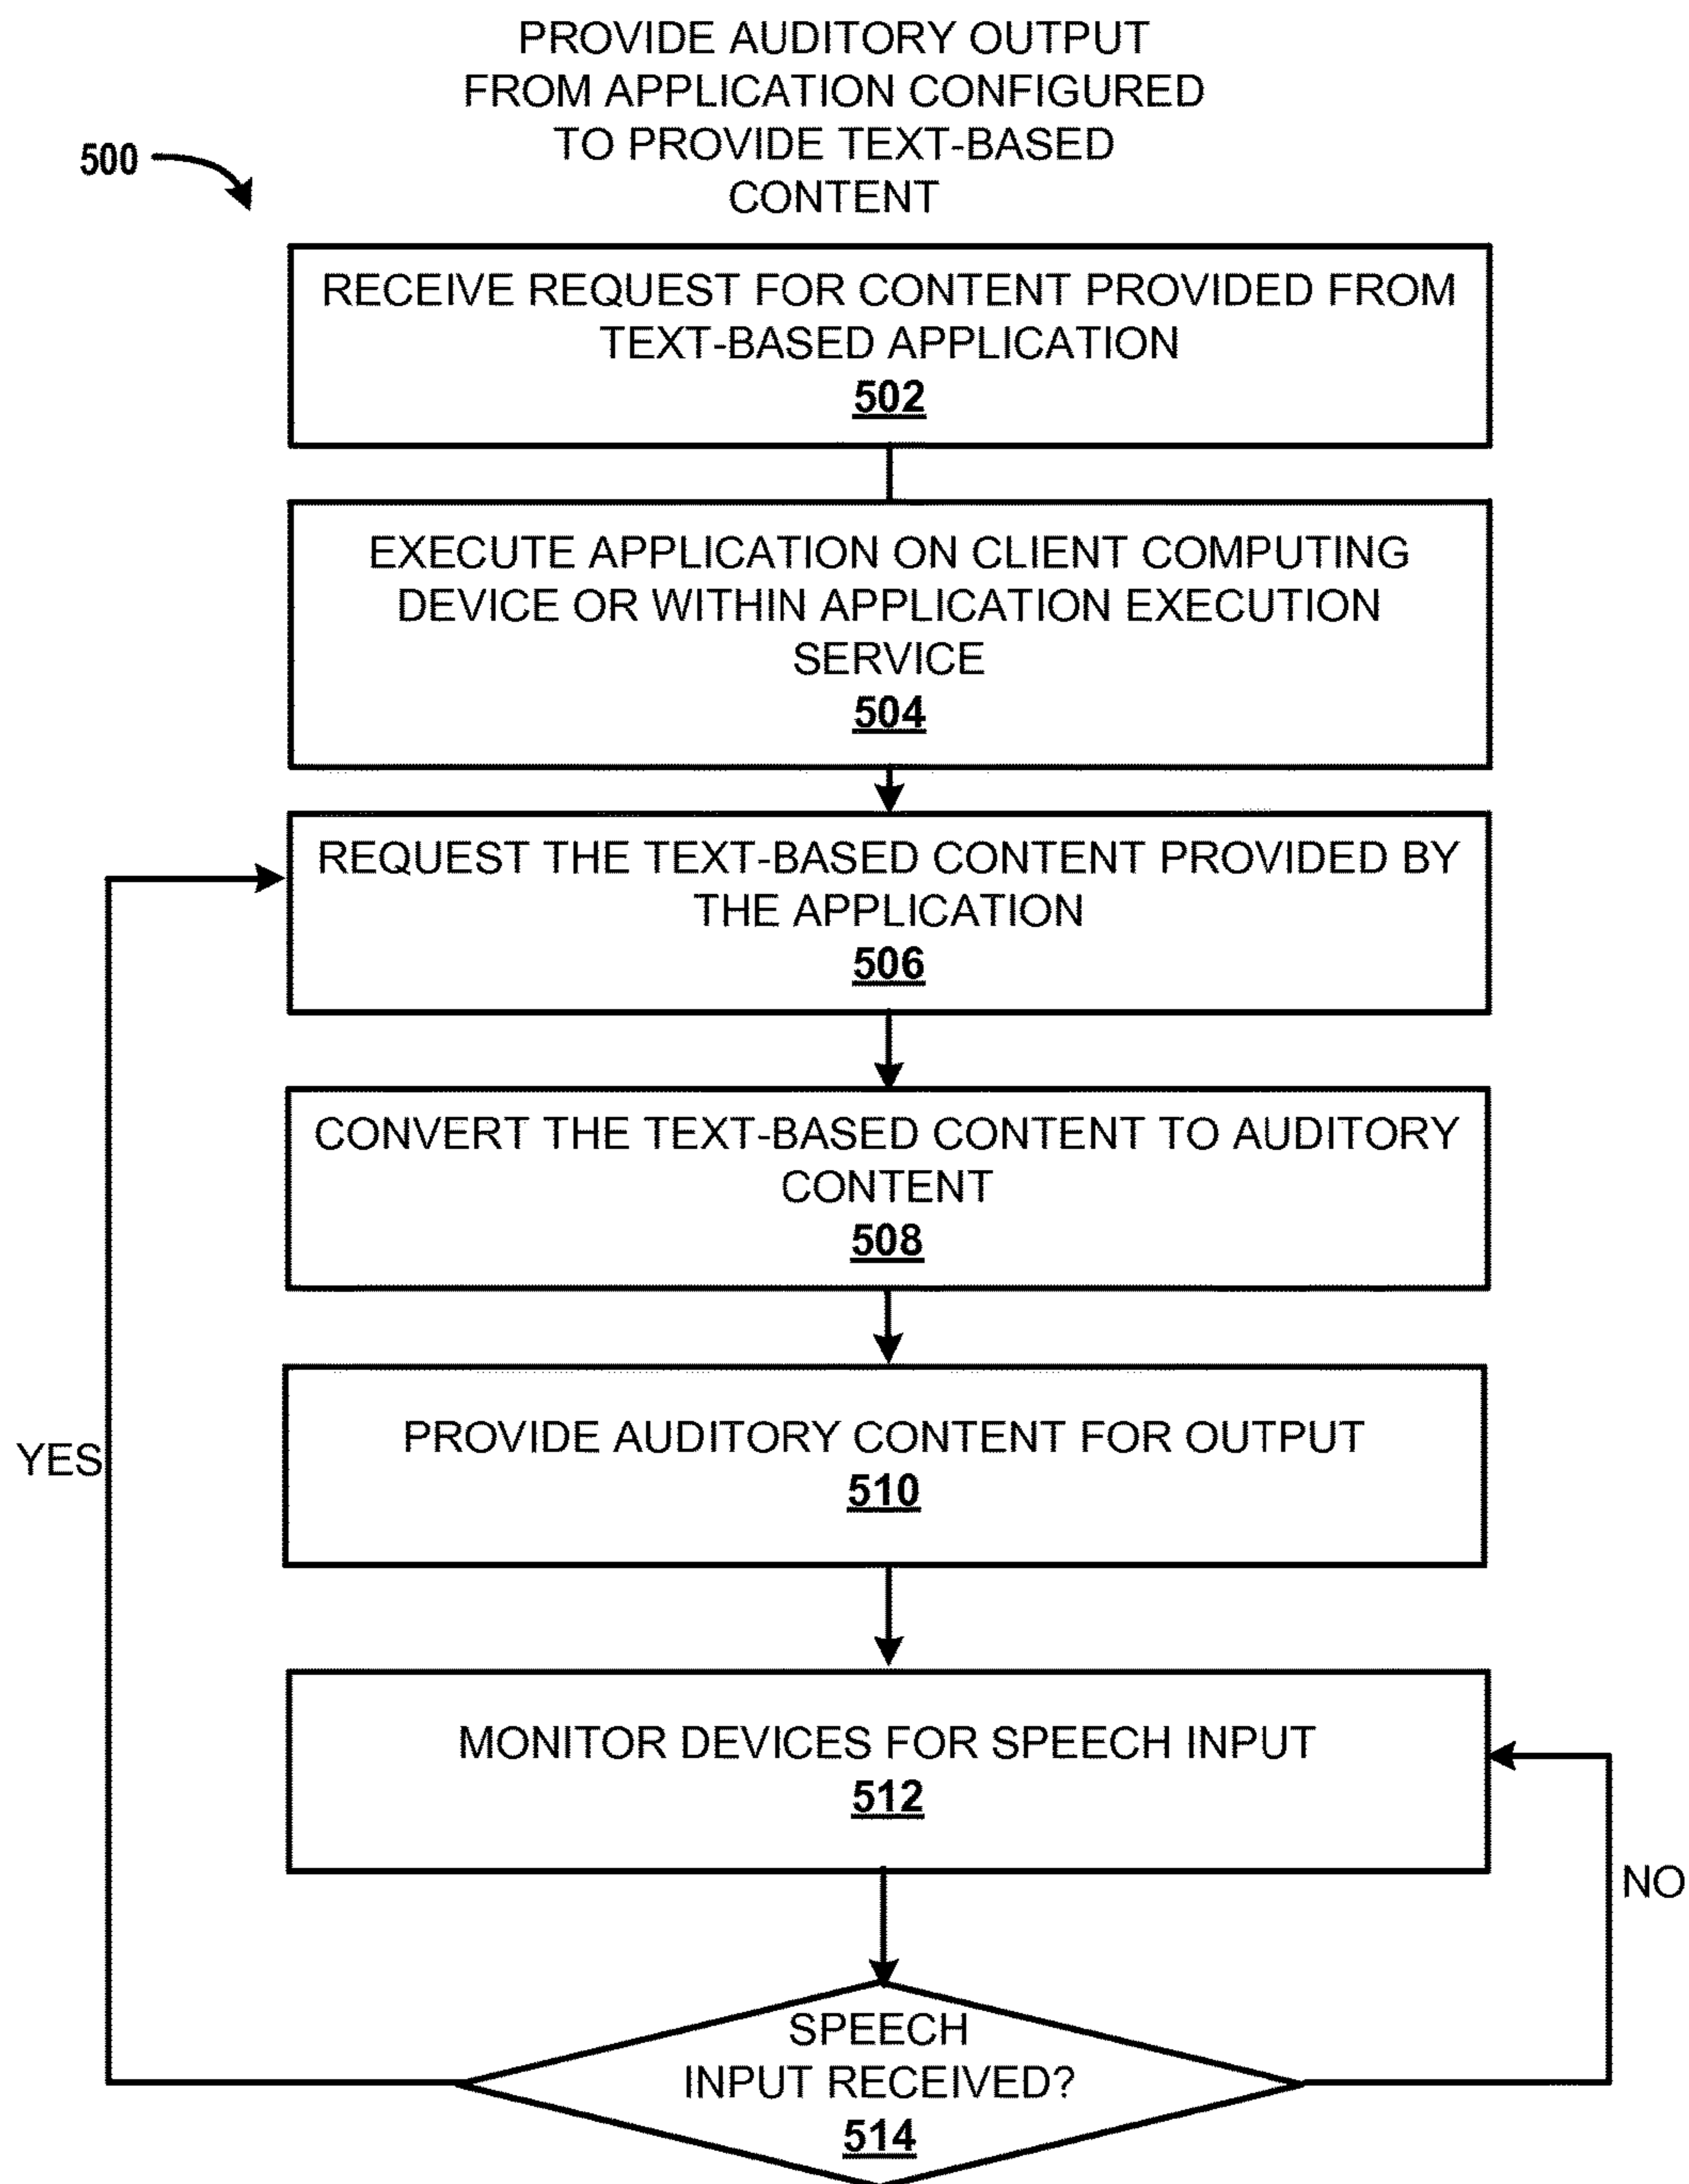 PROVIDE AUDITORY OUTPUT
FROM APPLICATION CONFIGURED
TO PROVIDE TEXT-BASED
CONTENT
500
RECEIVE REQUEST FOR CONTENT PROVIDED FROM
TEXT-BASED APPLICATION
502
EXECUTE APPLICATION ON CLIENT COMPUTING
DEVICE OR WITHIN APPLICATION EXECUTION
SERVICE
504
REQUEST THE TEXT-BASED CONTENT PROVIDED BY
THE APPLICATION
506
CONVERT THE TEXT-BASED CONTENT TO AUDITORY
CONTENT
508
PROVIDE AUDITORY CONTENT FOR OUTPUT
510
YES
MONITOR DEVICES FOR SPEECH INPUT
512
NO
SPEECH
INPUT RECEIVED?
514